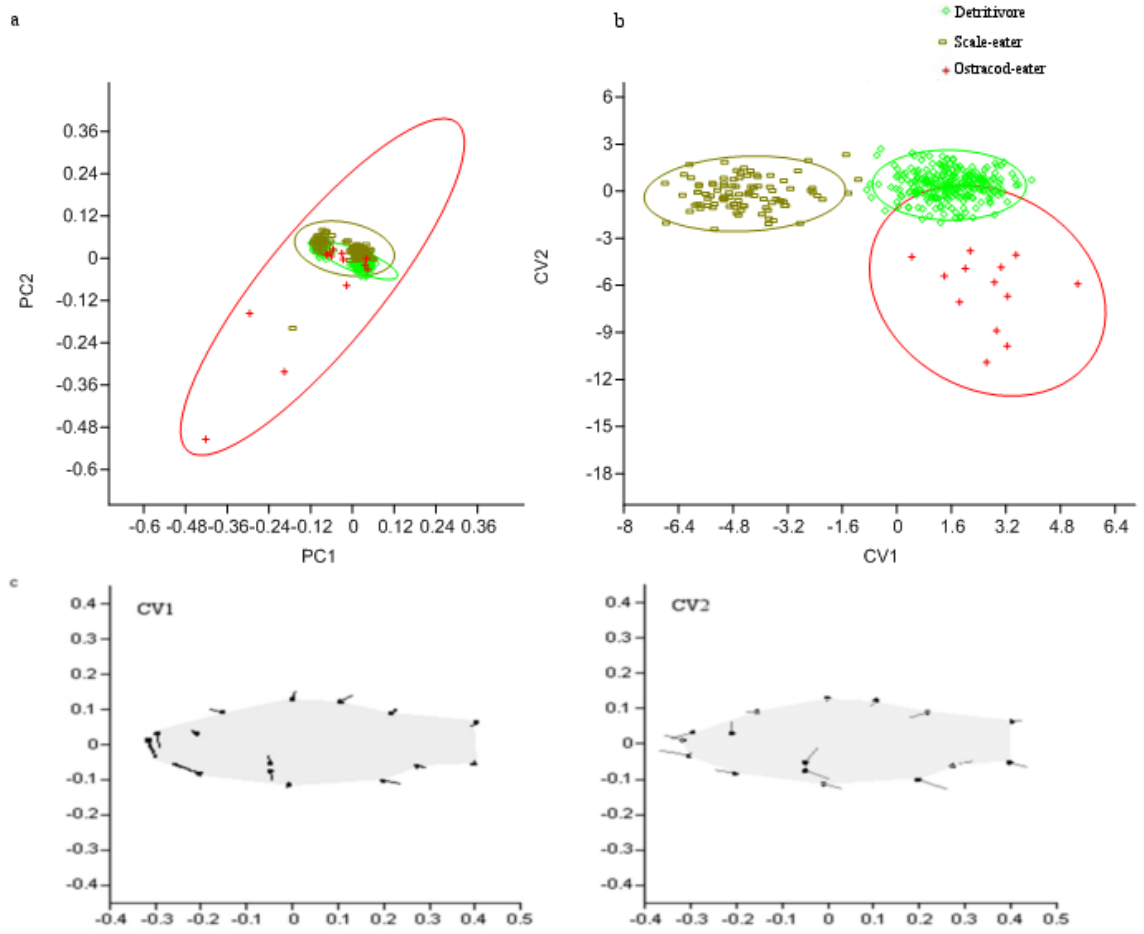 a
b
Detritivore
Scale-eater
Ostracod-eater
0.36
0.24
0.12
0
-0.12
-0.24
-0.36
-0.48
-0.6
PC2
-0.6 -0.48 -0.36 -0.24 -0.12 0 0.12 0.24 0.36
PC1
6
3
0
-3
-6
-9
-12
-15
-18
CV2
-8 -6.4 -4.8 -3.2 -1.6 0 1.6 3.2 4.8 6.4
CV1
c
CV1
0.4
0.3
0.2
0.1
0
-0.1
-0.2
-0.3
-0.4
-0.4 -0.3 -0.2 -0.1 0 0.1 0.2 0.3 0.4 0.5
CV2
0.4
0.3
0.2
0.1
0
-0.1
-0.2
-0.3
-0.4
-0.4 -0.3 -0.2 -0.1 0 0.1 0.2 0.3 0.4 0.5